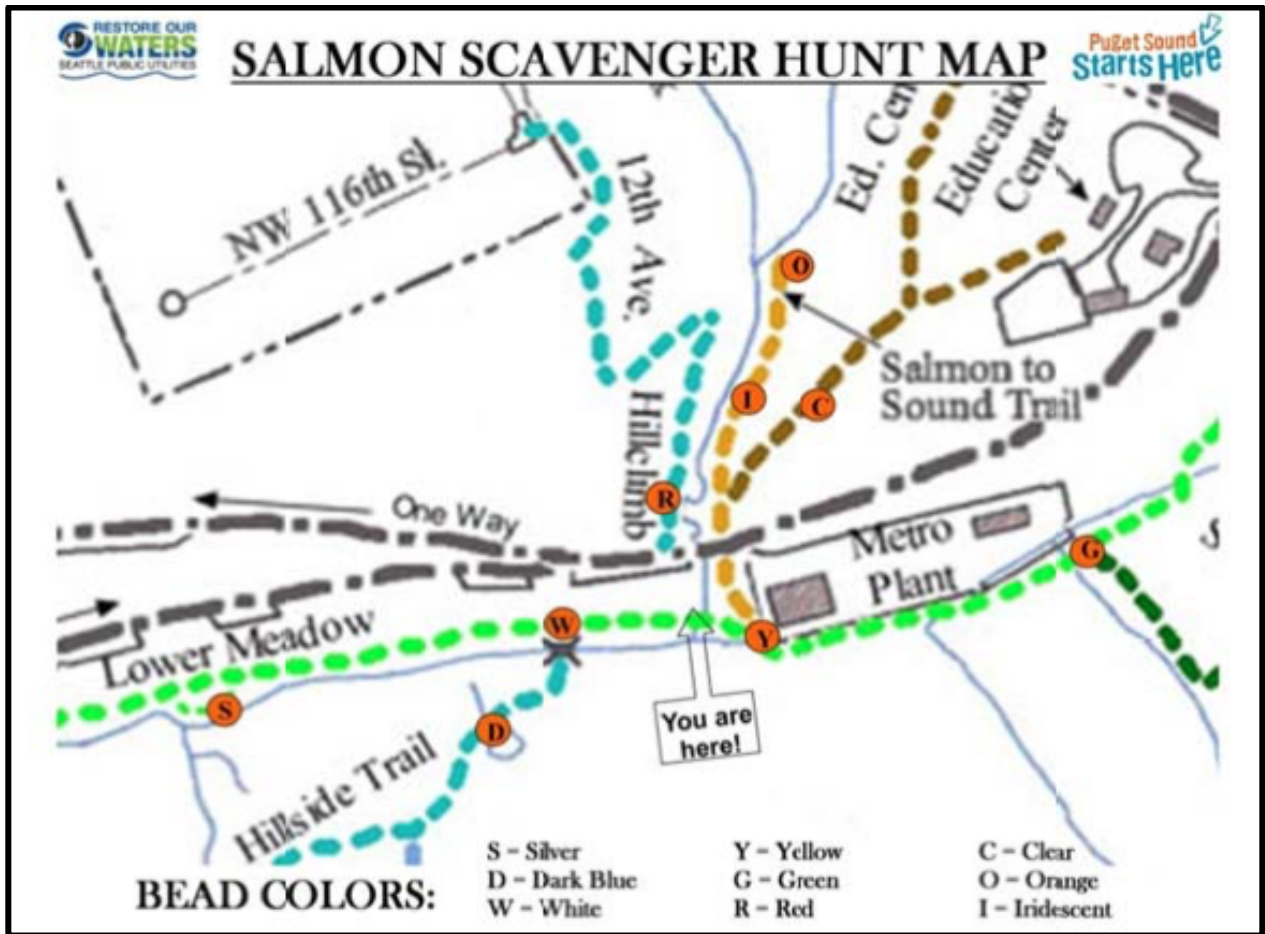 RESTORE OUR
WATERS
SEATTLE PUBLIC UTILITIES
SALMON SCAVENGER HUNT MAP
Puget Sound
Starts Here
NW 116th St.
12th Ave.
Ed. Cen
Educatio
Center
O
Salmon to
Sound Trail
I
C
Hillclimb
R
One Way
Metro
Plant
G
S
Lower Meadow
W
Y
S
D
You are
here!
Hillside Trail
BEAD COLORS:
S = Silver
D = Dark Blue
W = White
Y = Yellow
G = Green
R = Red
C = Clear
O = Orange
I = Iridescent